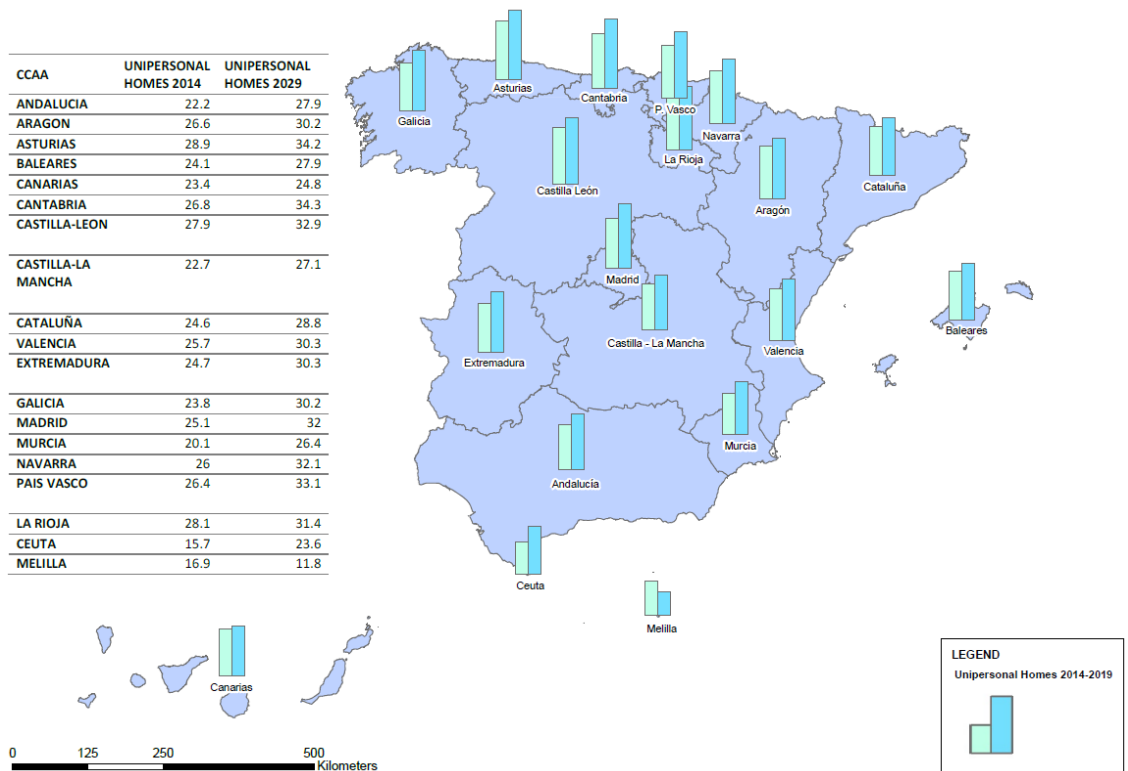 CCAA UNIPERSONAL HOMES 2014 UNIPERSONAL HOMES 2029
ANDALUCIA 22.2 27.9
ARAGON 26.6 30.2
ASTURIAS 28.9 34.2
BALEARES 24.1 27.9
CANARIAS 23.4 24.8
CANTABRIA 26.8 34.3
CASTILLA-LEON 27.9 32.9
CASTILLA-LA MANCHA 22.7 27.1
CATALUÑA 24.6 28.8
VALENCIA 25.7 30.3
EXTREMADURA 24.7 30.3
GALICIA 23.8 30.2
MADRID 25.1 32
MURCIA 20.1 26.4
NAVARRA 26 32.1
PAIS VASCO 26.4 33.1
LA RIOJA 28.1 31.4
CEUTA 15.7 23.6
MELILLA 16.9 11.8
Galicia
Asturias
Cantabria
P. Vasco
Navarra
La Rioja
Castilla León
Aragón
Cataluña
Madrid
Castilla - La Mancha
Extremadura
Valencia
Baleares
Murcia
Andalucía
Ceuta
Melilla
Canarias
0 125 250 500
Kilometers
LEGEND
Unipersonal Homes 2014-2019